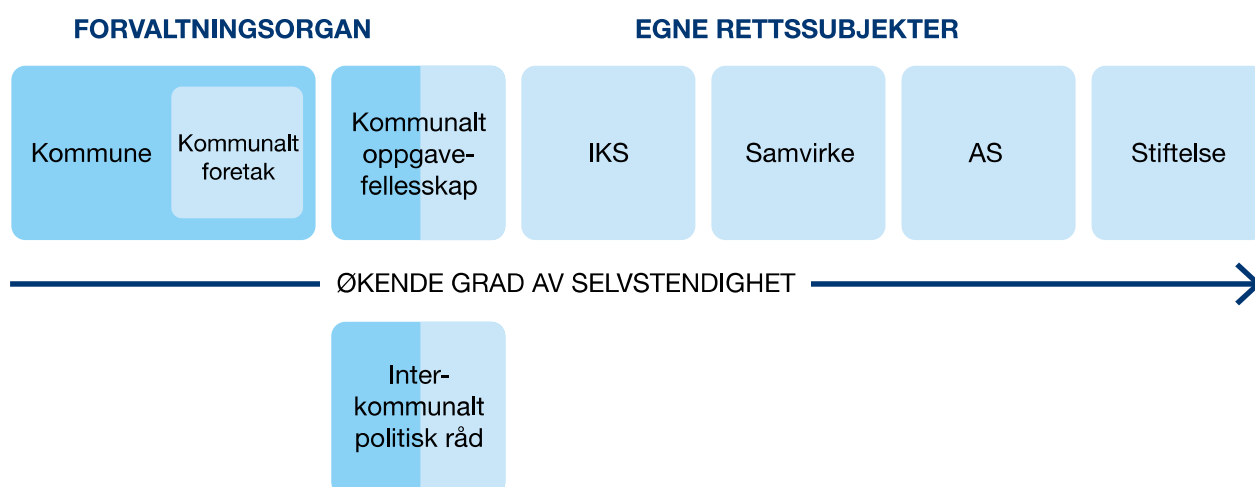 FORVALTNINGSORGAN
EGNE RETTSSUBJEKTER
Kommune
Kommunalt
foretak
Kommunalt
oppgave-
fellesskap
IKS
Samvirke
AS
Stiftelse
ØKENDE GRAD AV SELVSTENDIGHET
Inter-
kommunalt
politisk råd